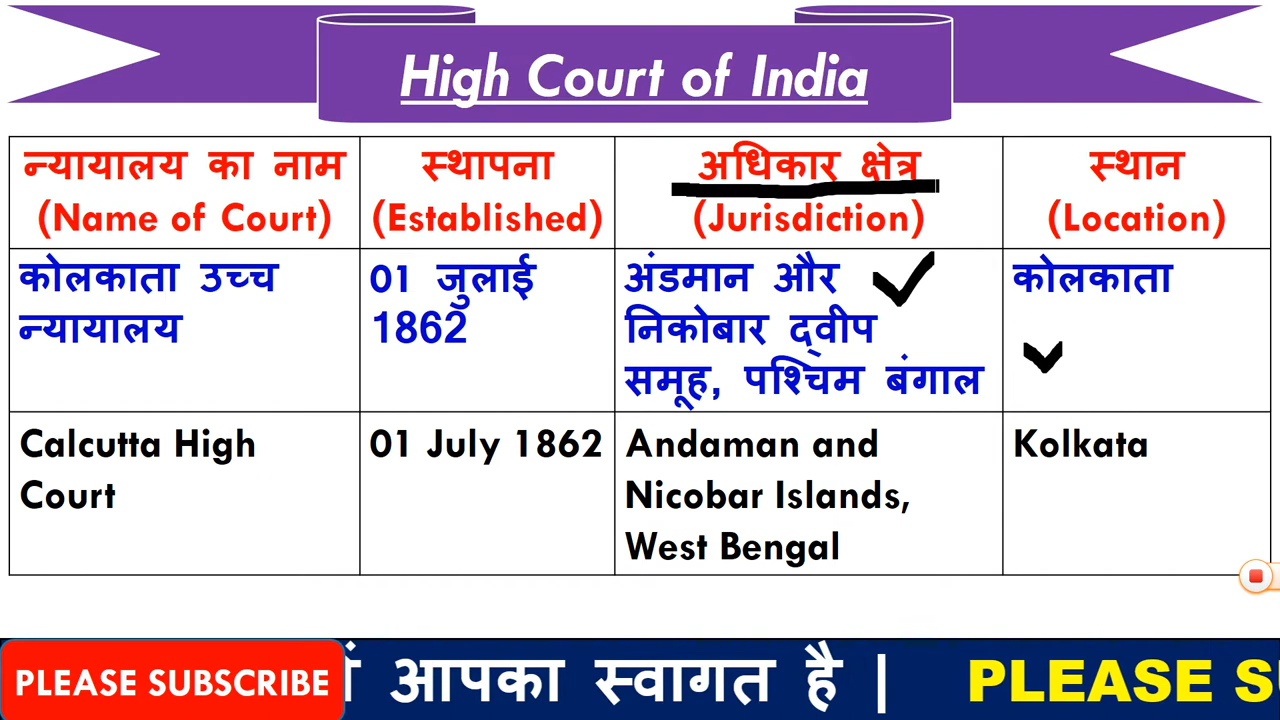 High Court of India
न्यायालय का नाम
(Name of Court)
स्थापना
(Established)
अधिकार क्षेत्र
(Jurisdiction)
स्थान
(Location)
कोलकाता उच्च
न्यायालय
01 जुलाई
1862
अंडमान और
निकोबार द्वीप
समूह, पश्चिम बंगाल
कोलकाता
Calcutta High
Court
01 July 1862
Andaman and
Nicobar Islands,
West Bengal
Kolkata
PLEASE SUBSCRIBE
आपका स्वागत है |
PLEASE